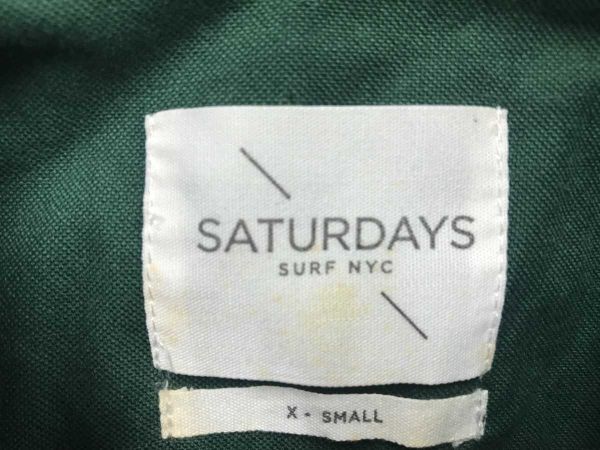 SATURDAYS
SURF NYC
X - SMALL